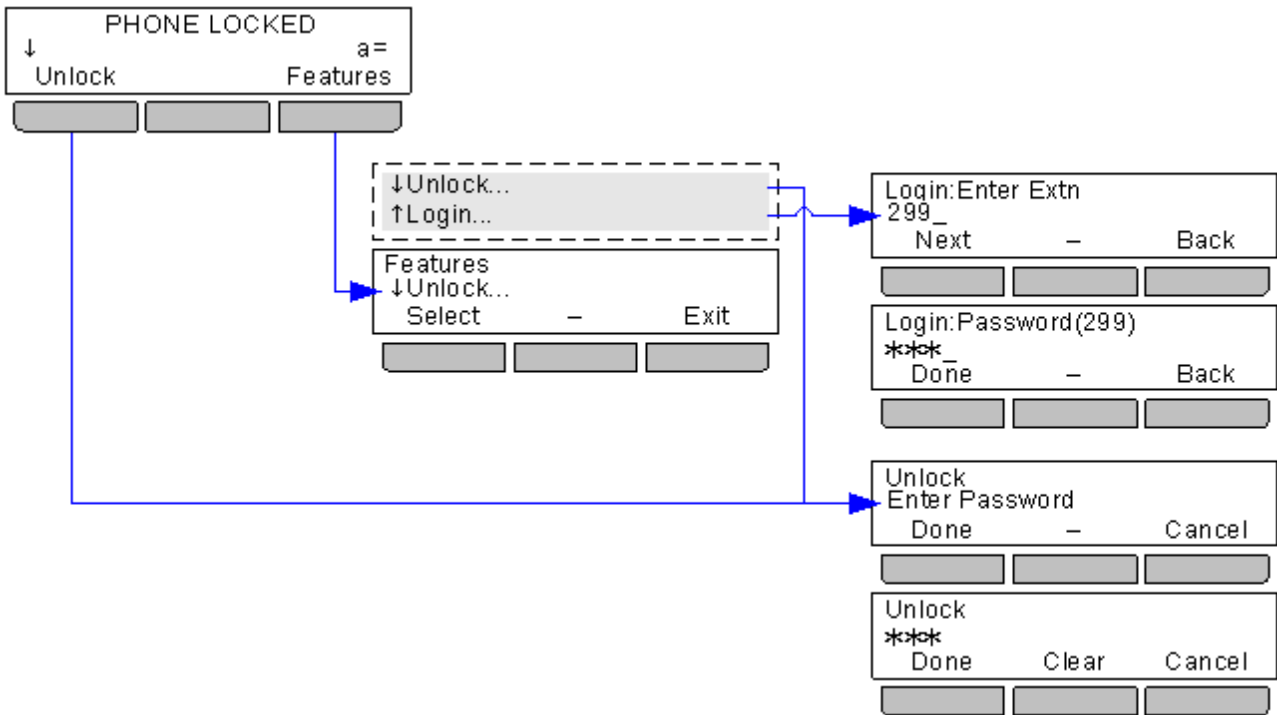 PHONE LOCKED
↓ a=
Unlock Features
↓Unlock...
↑Login...
Features
↓Unlock...
Select – Exit
Login:Enter Extn
299_
Next – Back
Login:Password(299)
***_
Done – Back
Unlock
Enter Password
Done – Cancel
Unlock
***
Done Clear Cancel